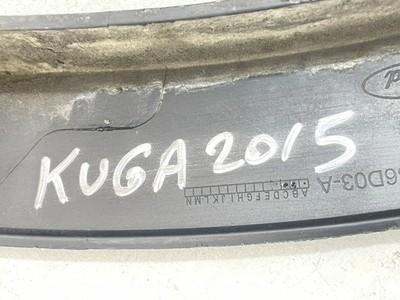 KUGA 2015
6D03-A
ABCDEFGHIJKLMN